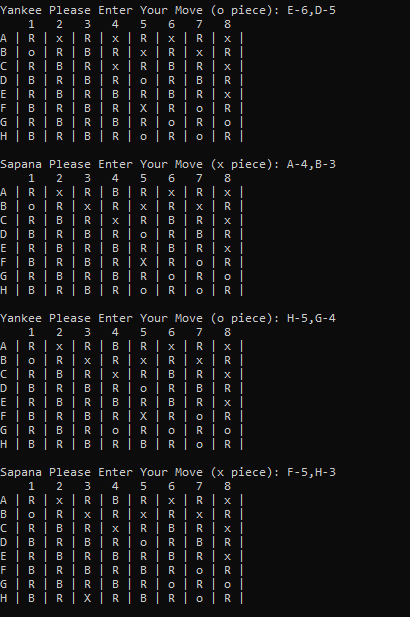 Yankee Please Enter Your Move (o piece): E-6,D-5
1 2 3 4 5 6 7 8
A | R | x | R | x | R | x | R | x |
B | o | R | B | R | x | R | x | R |
C | R | B | R | x | R | B | R | x |
D | B | R | B | R | o | R | B | R |
E | R | B | R | B | R | B | R | x |
F | B | R | B | R | X | R | o | R |
G | R | B | R | B | R | o | R | o |
H | B | R | B | R | o | R | o | R |
Sapana Please Enter Your Move (x piece): A-4,B-3
1 2 3 4 5 6 7 8
A | R | x | R | B | R | x | R | x |
B | o | R | x | R | x | R | x | R |
C | R | B | R | x | R | B | R | x |
D | B | R | B | R | o | R | B | R |
E | R | B | R | B | R | B | R | x |
F | B | R | B | R | X | R | o | R |
G | R | B | R | B | R | o | R | o |
H | B | R | B | R | o | R | o | R |
Yankee Please Enter Your Move (o piece): H-5,G-4
1 2 3 4 5 6 7 8
A | R | x | R | B | R | x | R | x |
B | o | R | x | R | x | R | x | R |
C | R | B | R | x | R | B | R | x |
D | B | R | B | R | o | R | B | R |
E | R | B | R | B | R | B | R | x |
F | B | R | B | R | X | R | o | R |
G | R | B | R | o | R | o | R | o |
H | B | R | B | R | B | R | o | R |
Sapana Please Enter Your Move (x piece): F-5,H-3
1 2 3 4 5 6 7 8
A | R | x | R | B | R | x | R | x |
B | o | R | x | R | x | R | x | R |
C | R | B | R | x | R | B | R | x |
D | B | R | B | R | o | R | B | R |
E | R | B | R | B | R | B | R | x |
F | B | R | B | R | B | R | o | R |
G | R | B | R | B | R | o | R | o |
H | B | R | X | R | B | R | o | R |